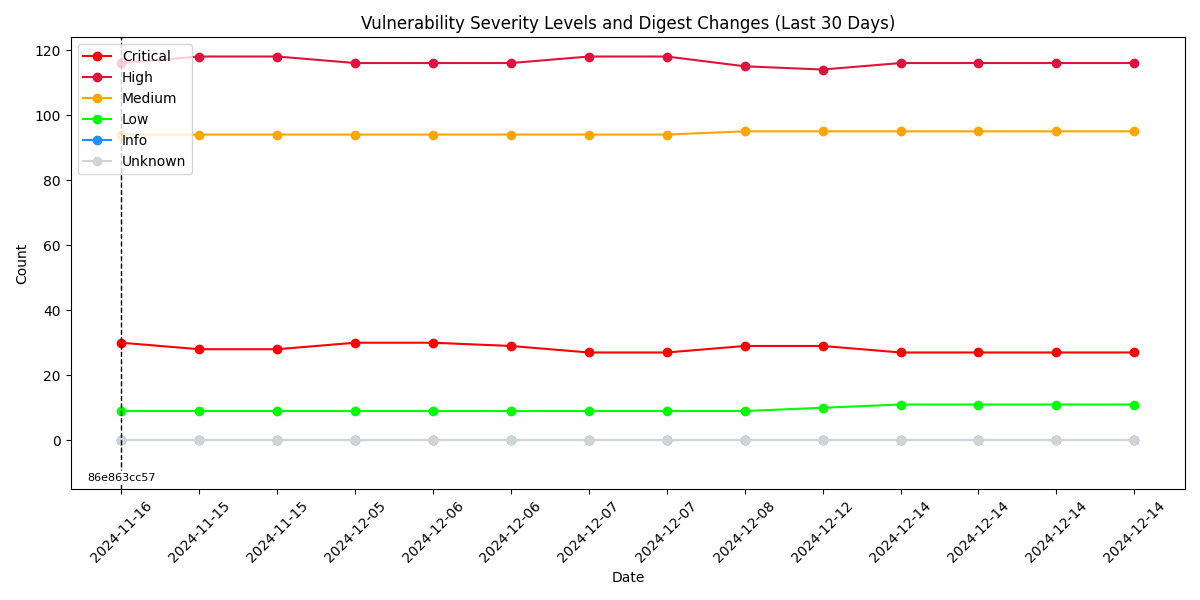 Vulnerability Severity Levels and Digest Changes (Last 30 Days)
Count
120
100
80
60
40
20
0
Critical
High
Medium
Low
Info
Unknown
86e863cc57
2024-11-16
2024-11-15
2024-11-15
2024-12-05
2024-12-06
2024-12-06
2024-12-07
2024-12-07
2024-12-08
2024-12-12
2024-12-14
2024-12-14
2024-12-14
2024-12-14
Date